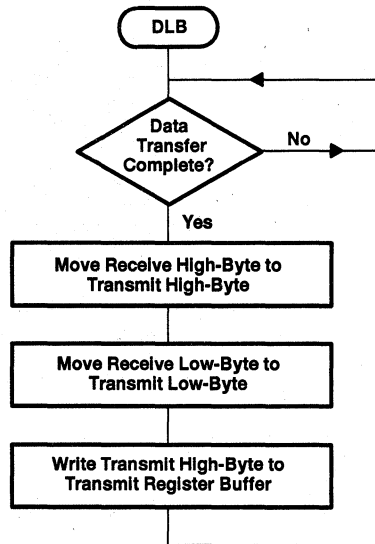 DLB
Data
Transfer
Complete?
No
Yes
Move Receive High-Byte to
Transmit High-Byte
Move Receive Low-Byte to
Transmit Low-Byte
Write Transmit High-Byte to
Transmit Register Buffer